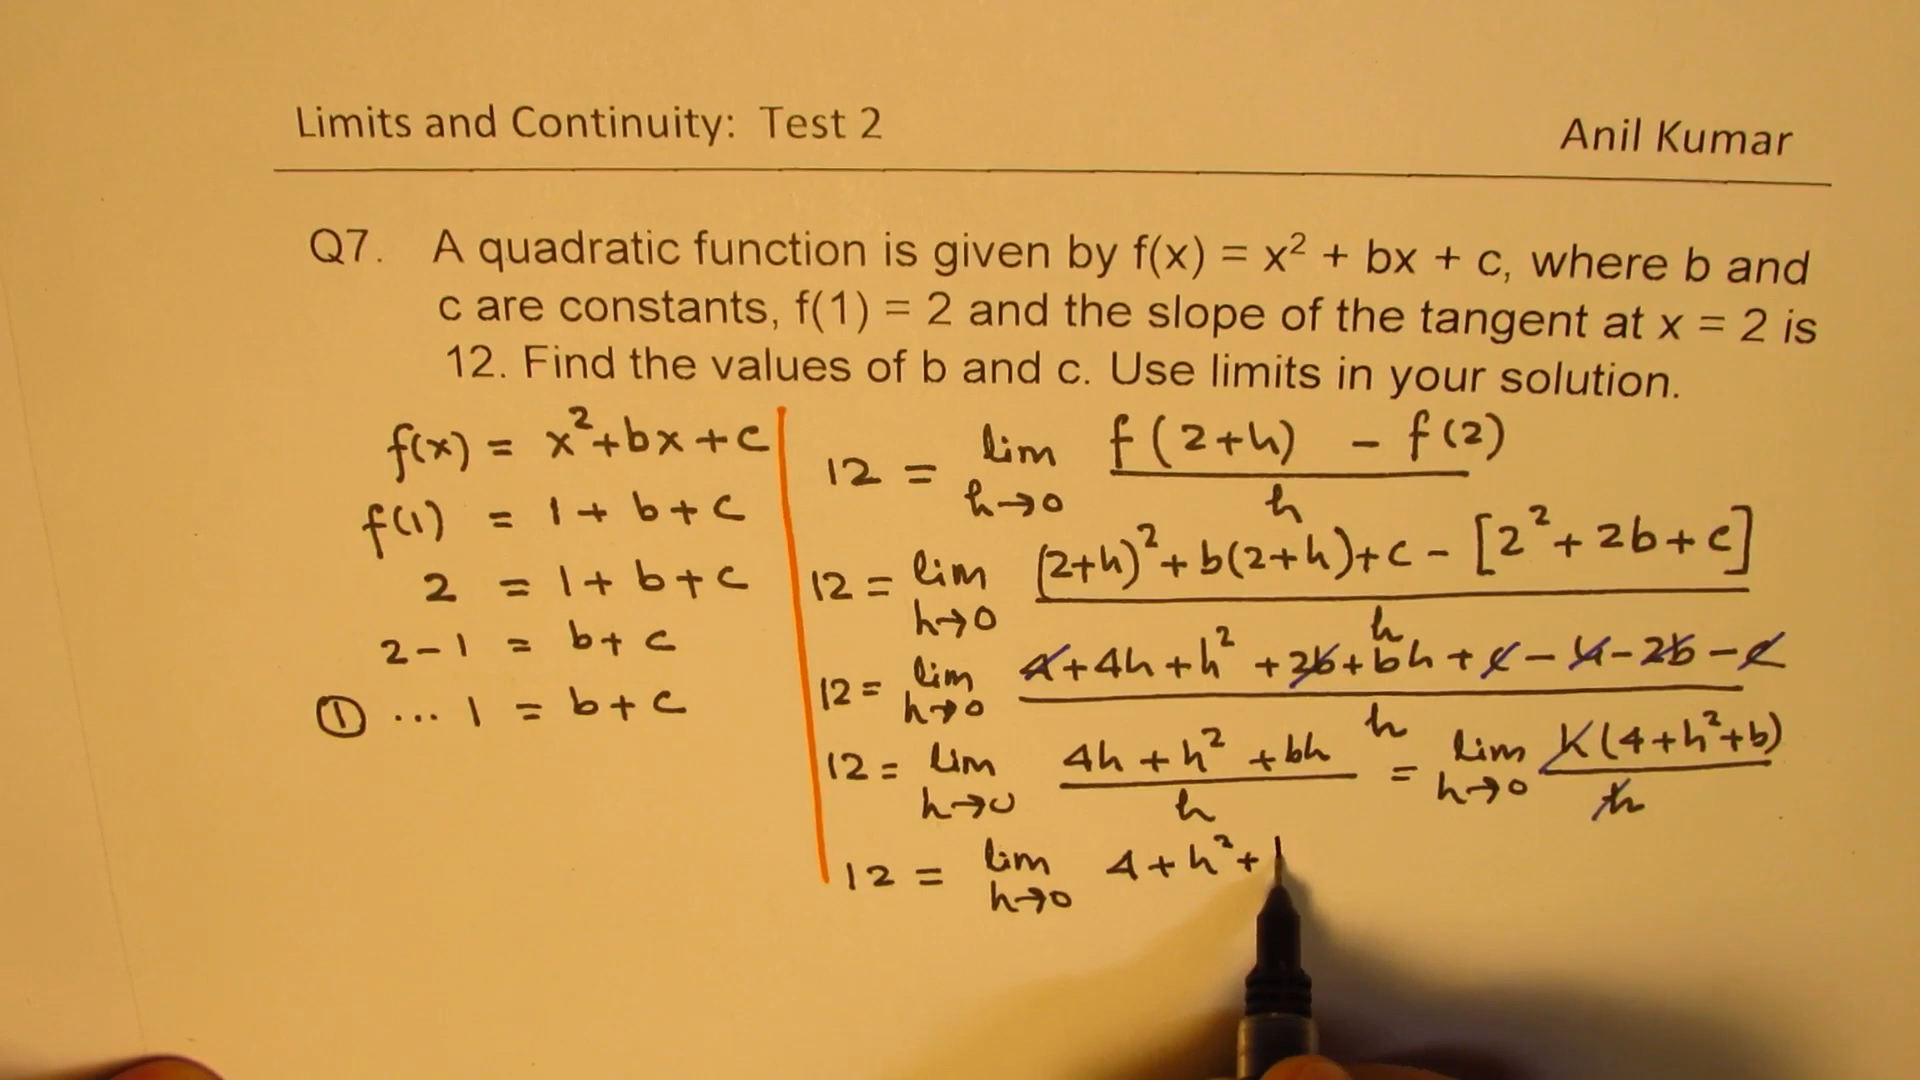 Limits and Continuity: Test 2
Anil Kumar
Q7. A quadratic function is given by f(x) = x² + bx + c, where b and
c are constants, f(1) = 2 and the slope of the tangent at x = 2 is
12. Find the values of b and c. Use limits in your solution.
f(x) = x²+bx+c
f(1) = 1+b+c
2 = 1+b+c
2-1 = b+c
① ... 1 = b+c
12 = lim f(2+h) - f(2)
h→0 h
12 = lim (2+h)²+b(2+h)+c - [2²+2b+c]
h→0 h
12 = lim 4+4h+h²+2b+bh+c-4-2b-c
h→0 h
12 = lim 4h+h²+bh = lim h(4+h²+b)
h→0 h h→0 h
12 = lim 4+h²+
h→0